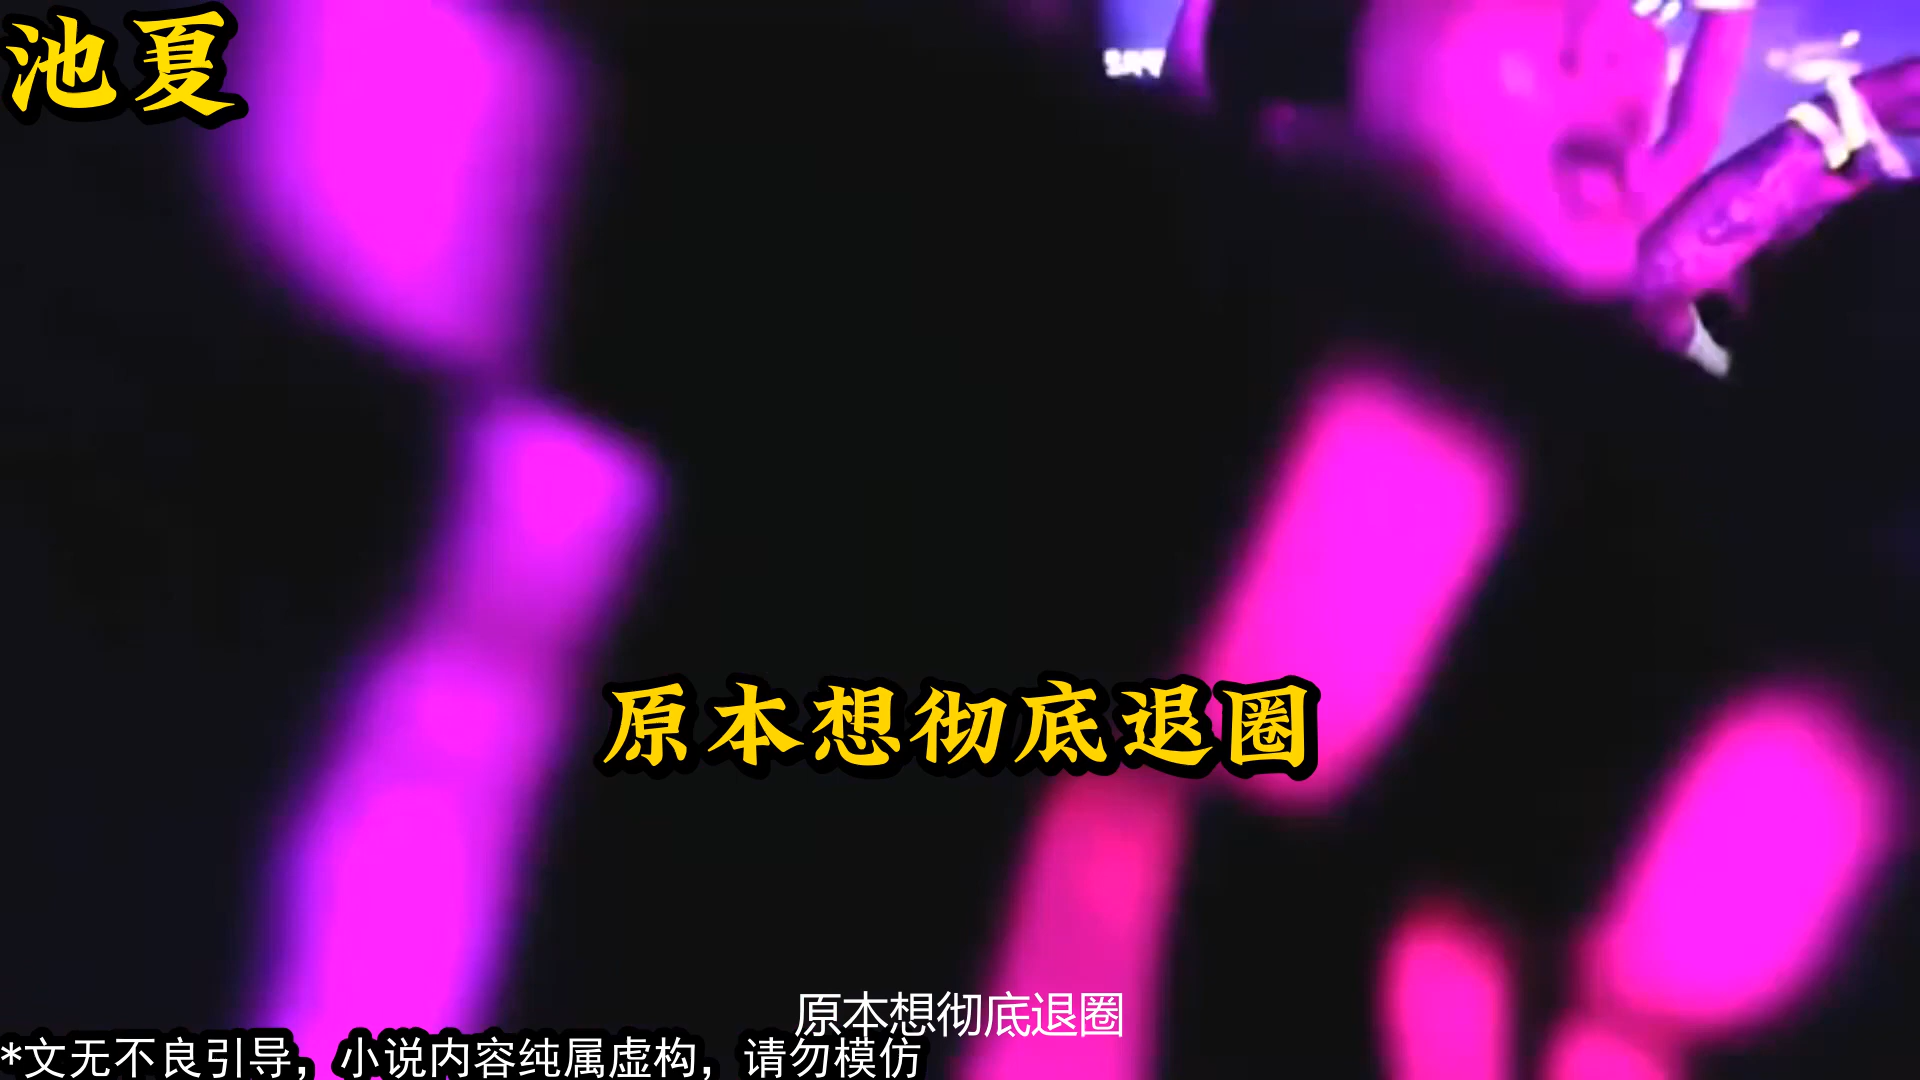 池夏
原本想彻底退圈
原本想彻底退圈
*文无不良引导，小说内容纯属虚构，请勿模仿